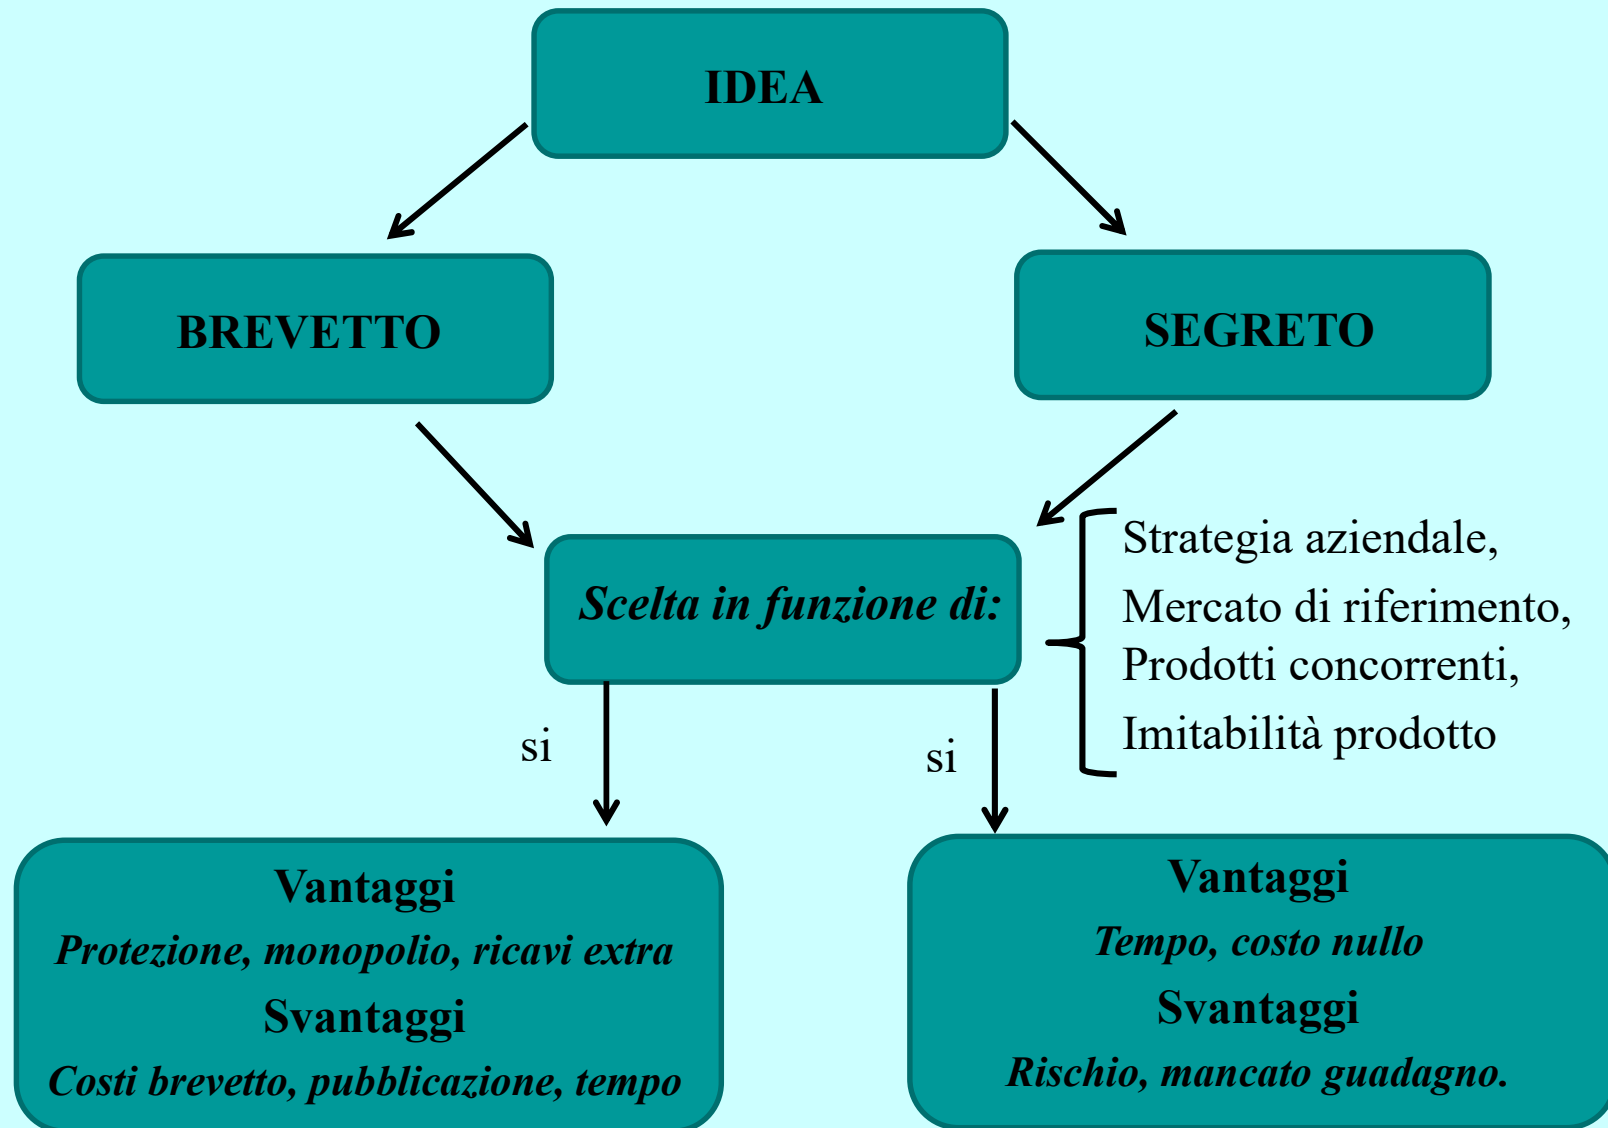 IDEA
BREVETTO
SEGRETO
Scelta in funzione di:
Strategia aziendale,
Mercato di riferimento,
Prodotti concorrenti,
Imitabilità prodotto
si
si
Vantaggi
Protezione, monopolio, ricavi extra
Svantaggi
Costi brevetto, pubblicazione, tempo
Vantaggi
Tempo, costo nullo
Svantaggi
Rischio, mancato guadagno.